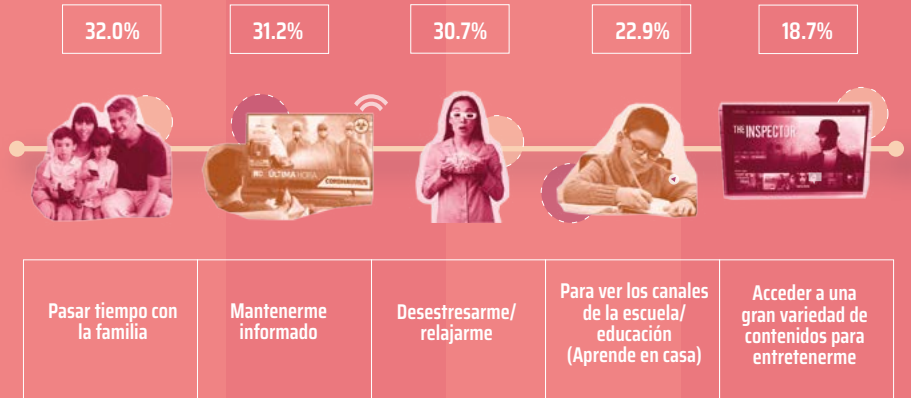 32.0%
31.2%
30.7%
22.9%
18.7%
ÚLTIMA HORA
CORONAVIRUS
THE INSPECTOR
Pasar tiempo con
la familia
Mantenerme
informado
Desestresarme/
relajarme
Para ver los canales
de la escuela/
educación
(Aprende en casa)
Acceder a una
gran variedad de
contenidos para
entretenerme